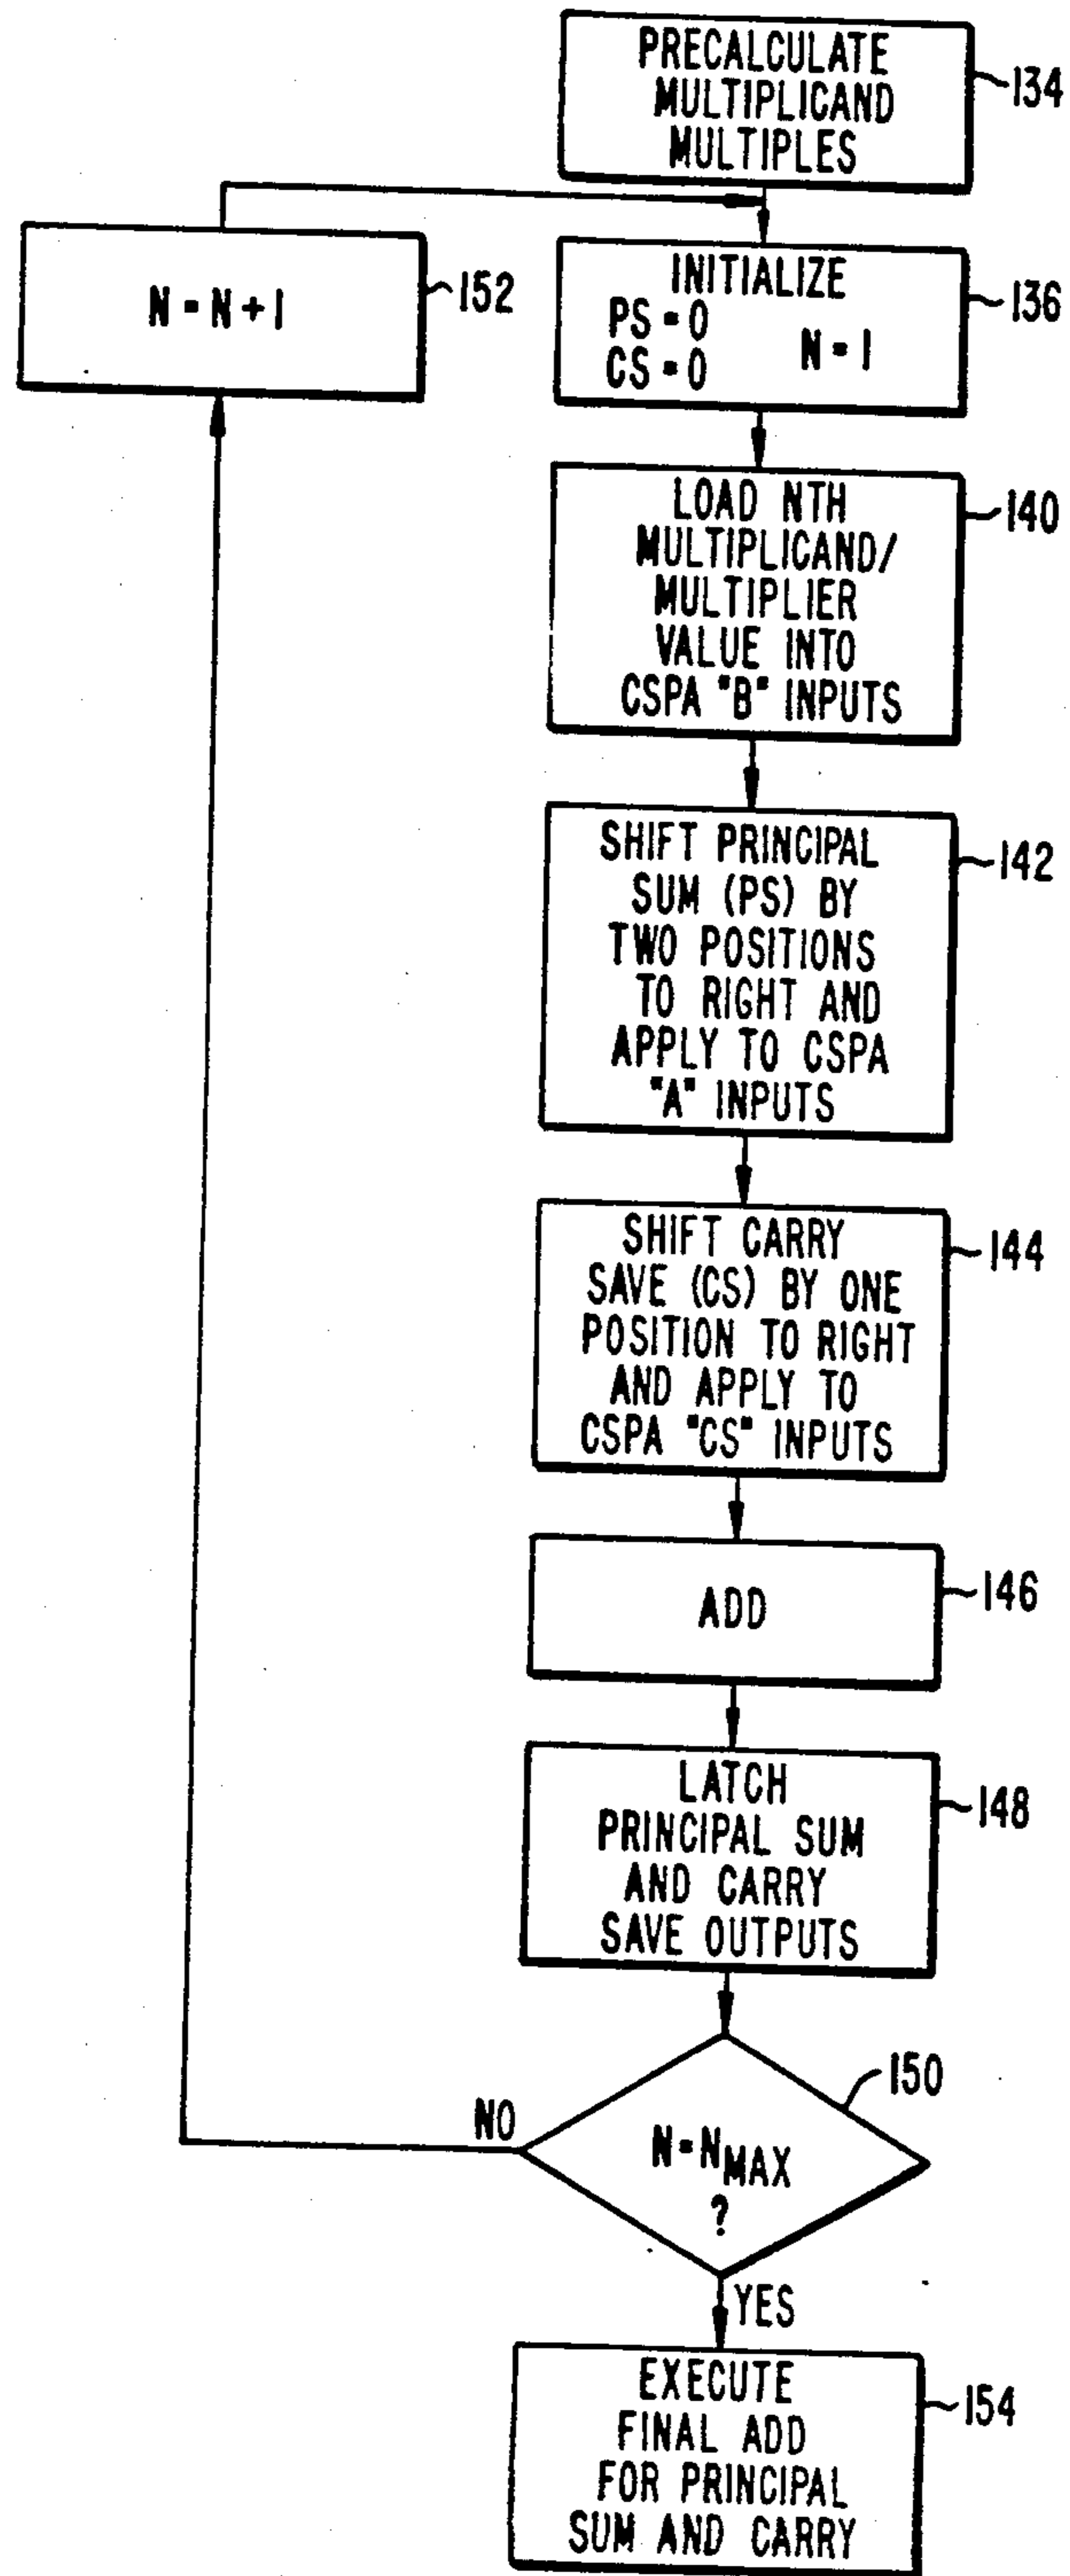 PRECALCULATE
MULTIPLICAND
MULTIPLES
134
N = N + 1
152
INITIALIZE
PS = 0
CS = 0
N = 1
136
LOAD NTH
MULTIPLICAND/
MULTIPLIER
VALUE INTO
CSPA "B" INPUTS
140
SHIFT PRINCIPAL
SUM (PS) BY
TWO POSITIONS
TO RIGHT AND
APPLY TO CSPA
"A" INPUTS
142
SHIFT CARRY
SAVE (CS) BY ONE
POSITION TO RIGHT
AND APPLY TO
CSPA "CS" INPUTS
144
ADD
146
LATCH
PRINCIPAL SUM
AND CARRY
SAVE OUTPUTS
148
NO
N = NMAX
?
150
YES
EXECUTE
FINAL ADD
FOR PRINCIPAL
SUM AND CARRY
154